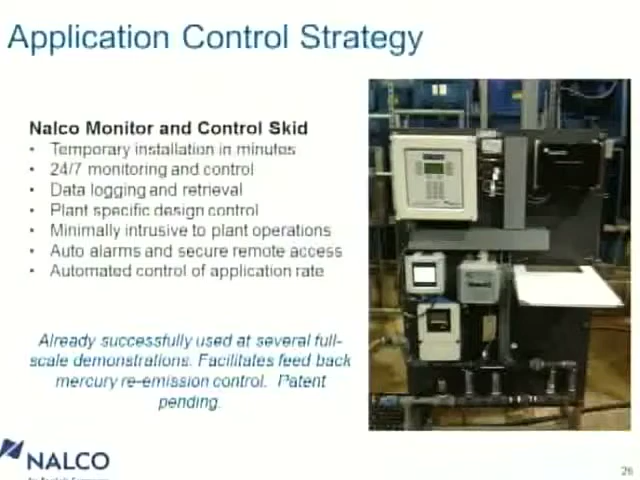 Application Control Strategy
Nalco Monitor and Control Skid
• Temporary installation in minutes
• 24/7 monitoring and control
• Data logging and retrieval
• Plant specific design control
• Minimally intrusive to plant operations
• Auto alarms and secure remote access
• Automated control of application rate
Already successfully used at several full-
scale demonstrations. Facilitates feed back
mercury re-emission control. Patent
pending.
NALCO
26